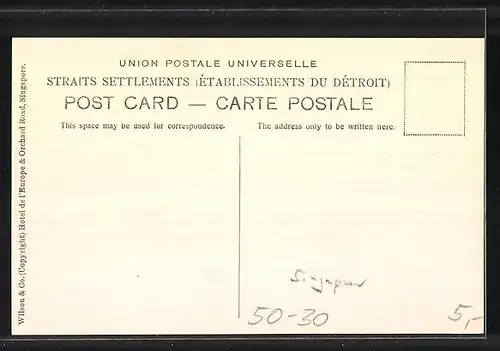 UNION POSTALE UNIVERSELLE
STRAITS SETTLEMENTS (ÉTABLISSEMENTS DU DÉTROIT)
POST CARD — CARTE POSTALE
This space may be used for correspondence.
The address only to be written here.
Wilson & Co. (Copyright) Hotel de l'Europe & Orchard Road, Singapore.
Singapur
50-30
5,-